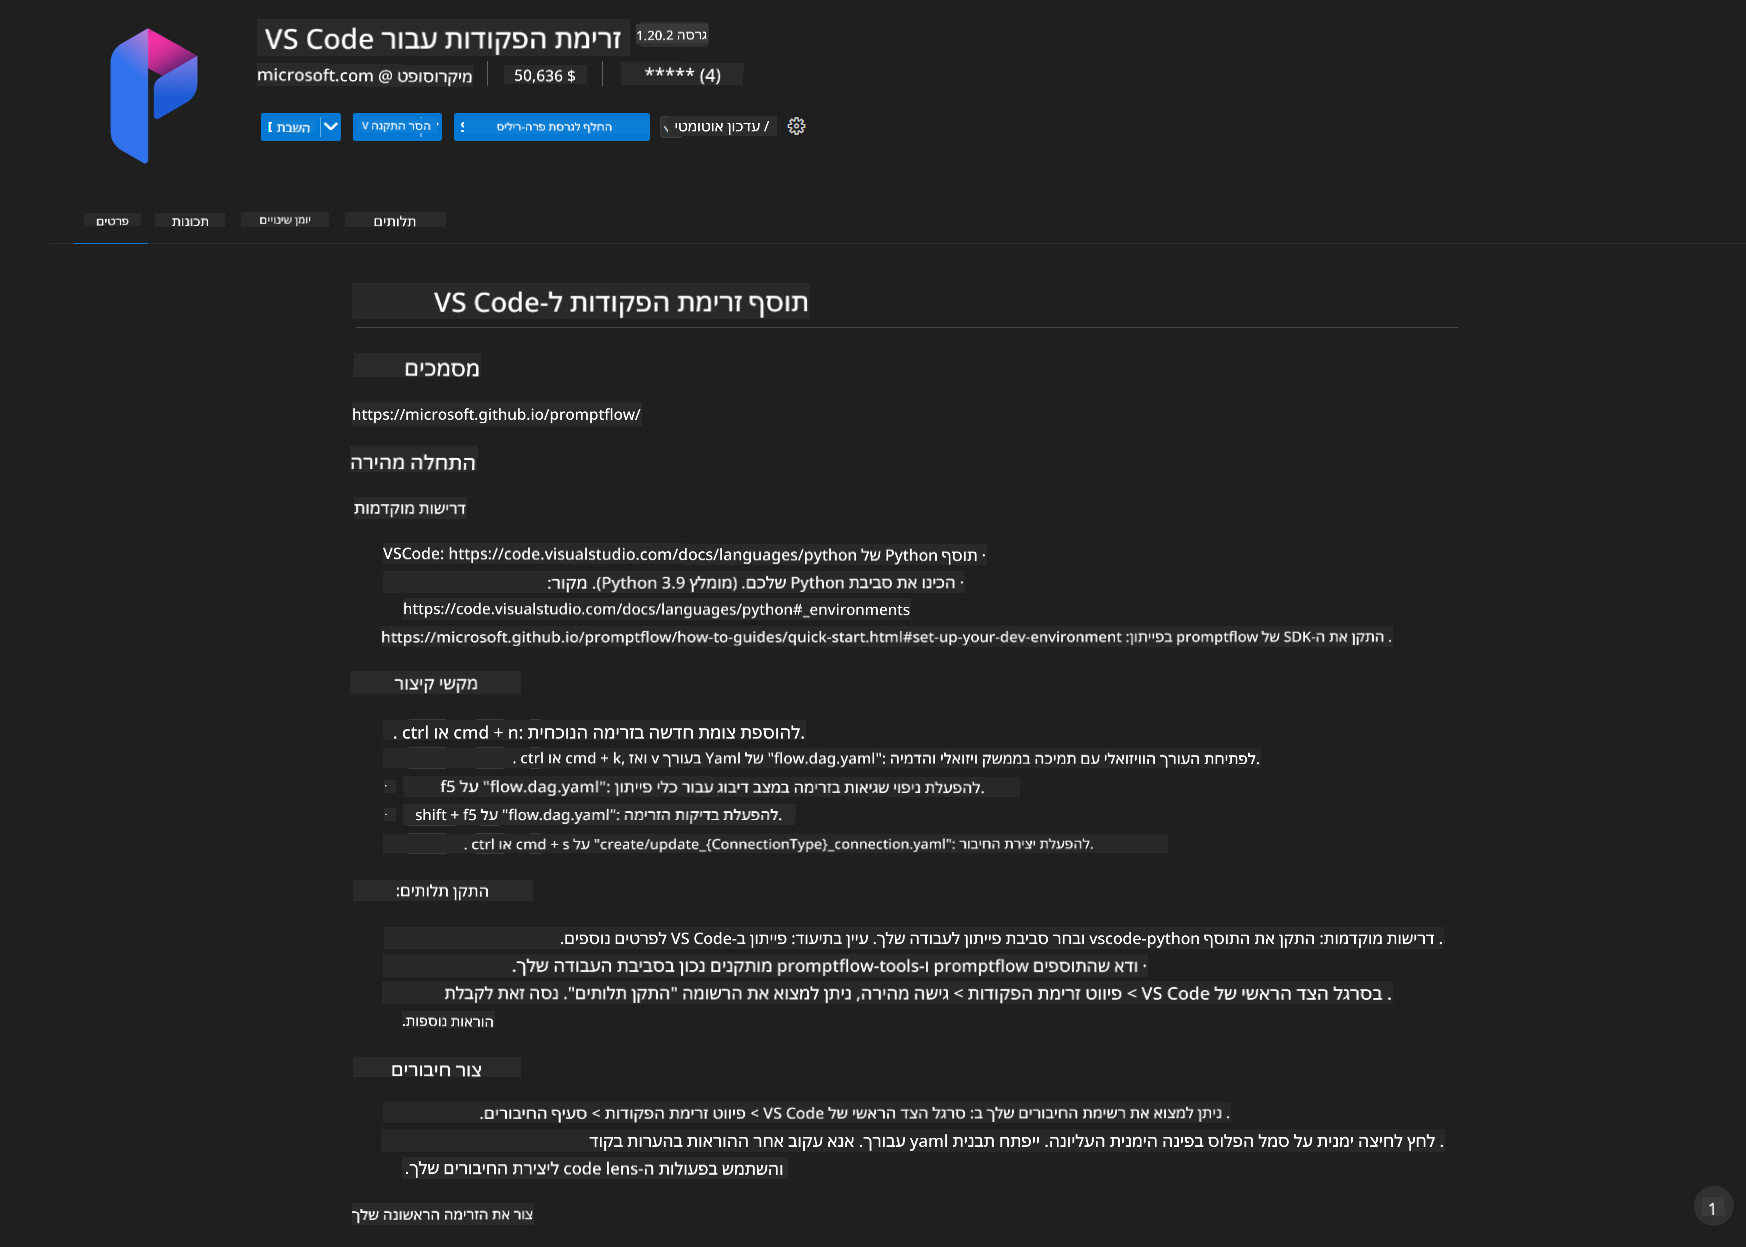 זרימת הפקודות עבור VS Code גרסה 1.20.2
מיקרוסופט @ microsoft.com 50,636 $ ***** (4)
השבת הסר התקנה החלף לגרסת פרה-ריליס עדכון אוטומטי /
פרטים תכונות יומן שינויים תלותים
תוסף זרימת הפקודות ל-VS Code
מסמכים
https://microsoft.github.io/promptflow/
התחלה מהירה
דרישות מוקדמות
· תוסף Python של VSCode: https://code.visualstudio.com/docs/languages/python
· הכינו את סביבת Python שלכם. (מומלץ Python 3.9). מקור:
https://code.visualstudio.com/docs/languages/python#_environments
. התקן את ה-SDK של promptflow בפייתון: https://microsoft.github.io/promptflow/how-to-guides/quick-start.html#set-up-your-dev-environment
מקשי קיצור
. ctrl או cmd + n: להוספת צומת חדשה בזרימה הנוכחית.
. ctrl או cmd + k, ואז v בעורך Yaml של "flow.dag.yaml": לפתיחת העורך הוויזואלי עם תמיכה בממשק ויזואלי והדמיה.
· f5 על "flow.dag.yaml": להפעלת ניפוי שגיאות בזרימה במצב דיבוג עבור כלי פייתון.
· shift + f5 על "flow.dag.yaml": להפעלת בדיקות הזרימה.
. ctrl או cmd + s על "create/update_{ConnectionType}_connection.yaml": להפעלת יצירת החיבור.
התקן תלותים:
. דרישות מוקדמות: התקן את התוסף vscode-python ובחר סביבת פייתון לעבודה שלך. עיין בתיעוד: פייתון ב-VS Code לפרטים נוספים.
· ודא שהתוספים promptflow ו-promptflow-tools מותקנים נכון בסביבת העבודה שלך.
. בסרגל הצד הראשי של VS Code > פיווט זרימת הפקודות > גישה מהירה, ניתן למצוא את הרשומה "התקן תלותים". נסה זאת לקבלת
הוראות נוספות.
צור חיבורים
. ניתן למצוא את רשימת החיבורים שלך ב: סרגל הצד הראשי של VS Code > פיווט זרימת הפקודות > סעיף החיבורים.
. לחץ לחיצה ימנית על סמל הפלוס בפינה הימנית העליונה. ייפתח תבנית yaml עבורך. אנא עקוב אחר ההוראות בהערות בקוד
והשתמש בפעולות ה-code lens ליצירת החיבורים שלך.
צור את הזרימה הראשונה שלך
1